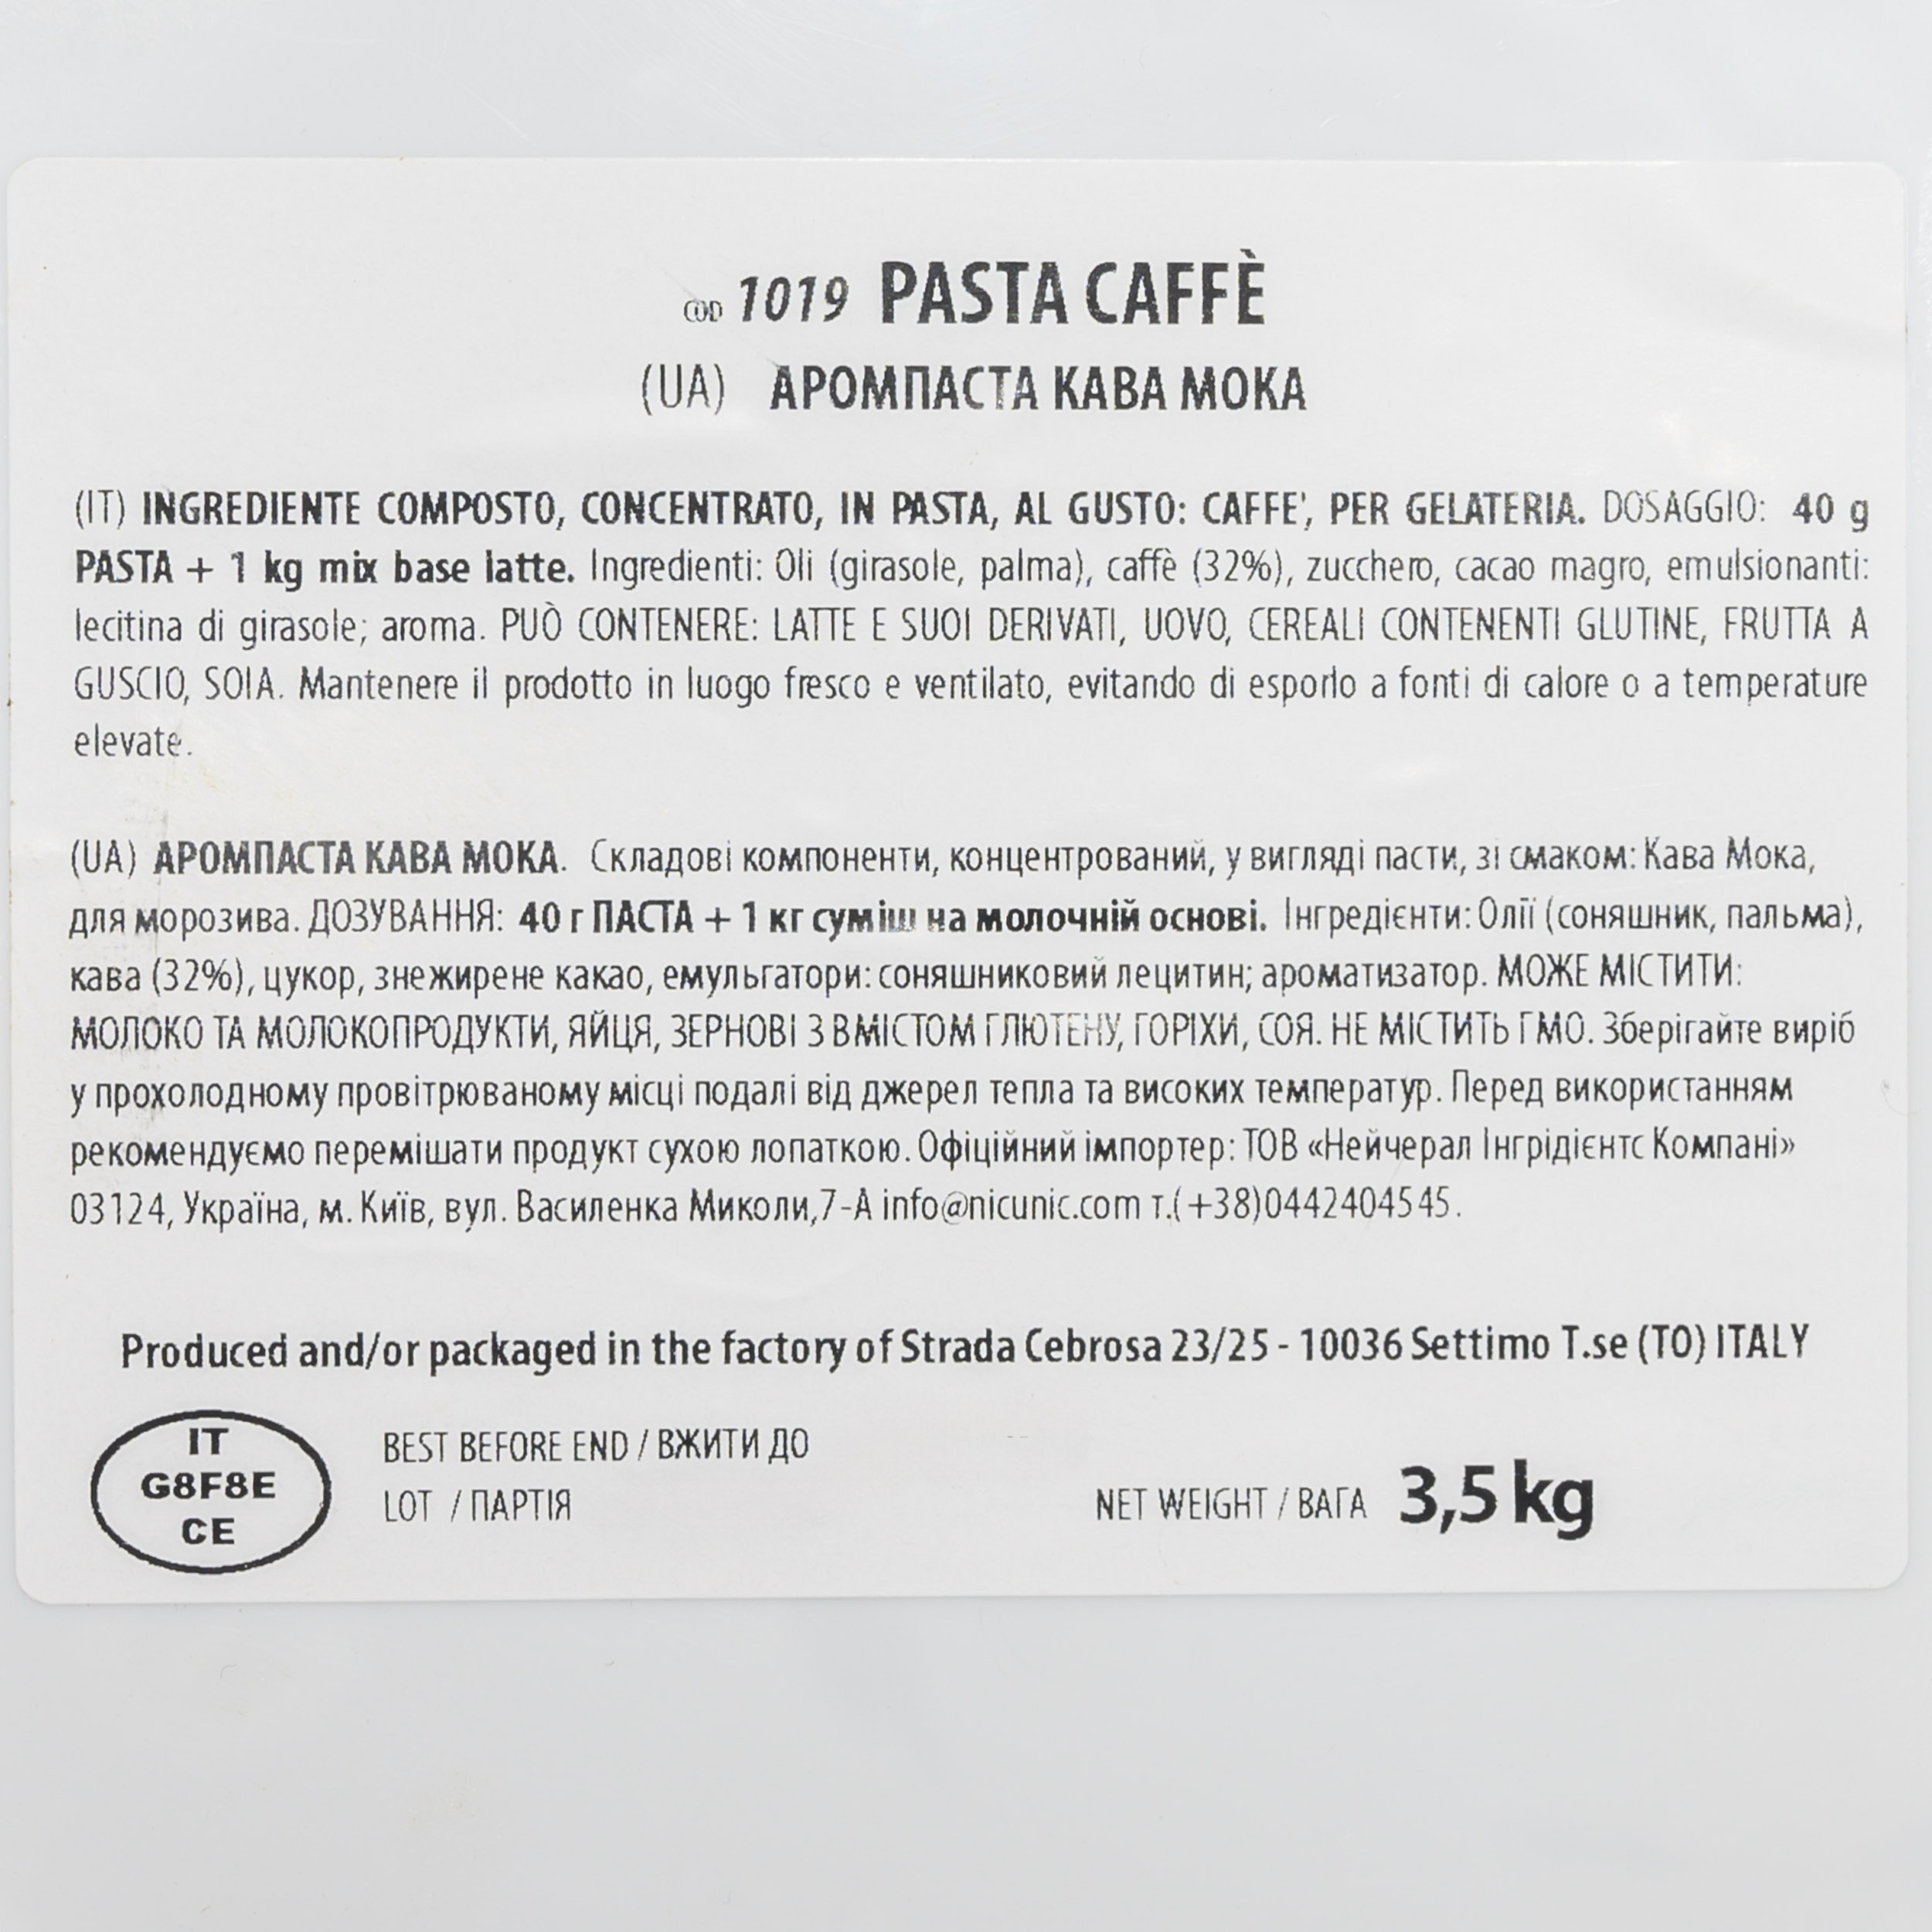 COD 1019 PASTA CAFFÈ
(UA) АРОМПАСТА КАВА МОКА
(IT) INGREDIENTE COMPOSTO, CONCENTRATO, IN PASTA, AL GUSTO: CAFFE', PER GELATERIA. DOSAGGIO: 40 g
PASTA + 1 kg mix base latte. Ingredienti: Oli (girasole, palma), caffè (32%), zucchero, cacao magro, emulsionanti:
lecitina di girasole; aroma. PUÒ CONTENERE: LATTE E SUOI DERIVATI, UOVO, CEREALI CONTENENTI GLUTINE, FRUTTA A
GUSCIO, SOIA. Mantenere il prodotto in luogo fresco e ventilato, evitando di esporlo a fonti di calore o a temperature
elevate.
(UA) АРОМПАСТА КАВА МОКА. Складові компоненти, концентрований, у вигляді пасти, зі смаком: Кава Мока,
для морозива. ДОЗУВАННЯ: 40 г ПАСТА + 1 кг суміш на молочній основі. Інгредієнти: Олії (соняшник, пальма),
кава (32%), цукор, знежирене какао, емульгатори: соняшниковий лецитин; ароматизатор. МОЖЕ МІСТИТИ:
МОЛОКО ТА МОЛОКОПРОДУКТИ, ЯЙЦЯ, ЗЕРНОВІ З ВМІСТОМ ГЛЮТЕНУ, ГОРІХИ, СОЯ. НЕ МІСТИТЬ ГМО. Зберігайте виріб
у прохолодному провітрюваному місці подалі від джерел тепла та високих температур. Перед використанням
рекомендуємо перемішати продукт сухою лопаткою. Офіційний імпортер: ТОВ «Нейчерал Інгрідієнтс Компані»
03124, Україна, м. Київ, вул. Василенка Миколи,7-А info@nicunic.com т.(+38)0442404545.
Produced and/or packaged in the factory of Strada Cebrosa 23/25 - 10036 Settimo T.se (TO) ITALY
IT
G8F8E
CE
BEST BEFORE END / ВЖИТИ ДО
LOT / ПАРТІЯ
NET WEIGHT / ВАГА 3,5 kg